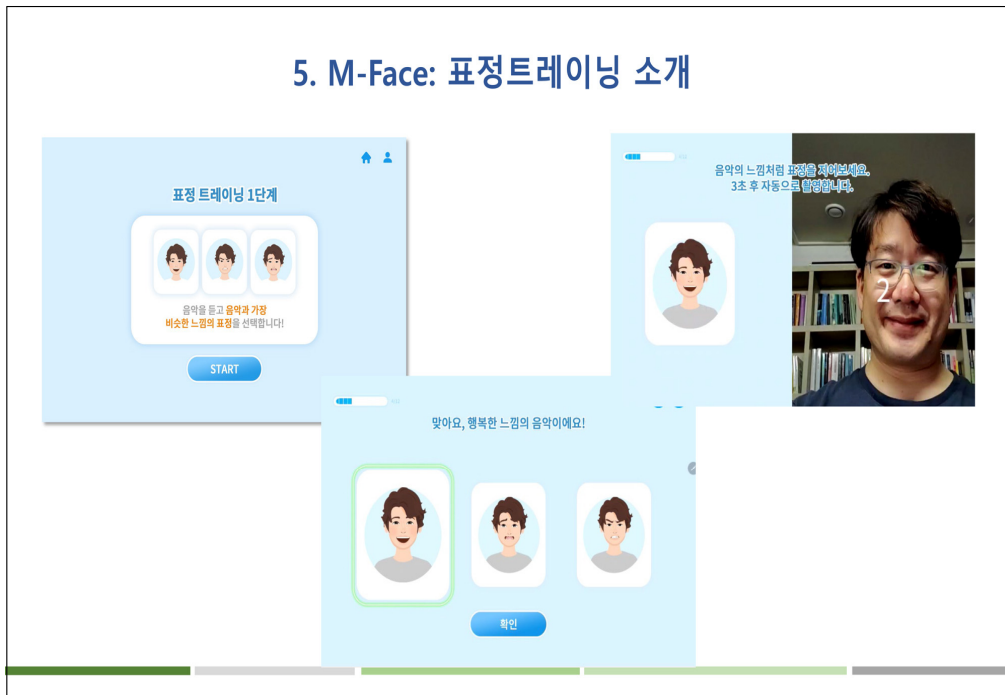 5. M-Face: 표정트레이닝 소개
표정 트레이닝 1단계
음악을 듣고 음악과 가장
비슷한 느낌의 표정을 선택합니다!
START
음악의 느낌처럼 표정을 지어보세요.
3초 후 자동으로 촬영합니다.
2
맞아요, 행복한 느낌의 음악이에요!
확인